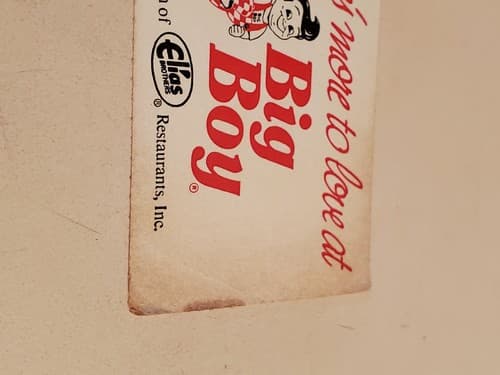 more to love at
Big
Boy®
of Elias BROTHERS ® Restaurants, Inc.